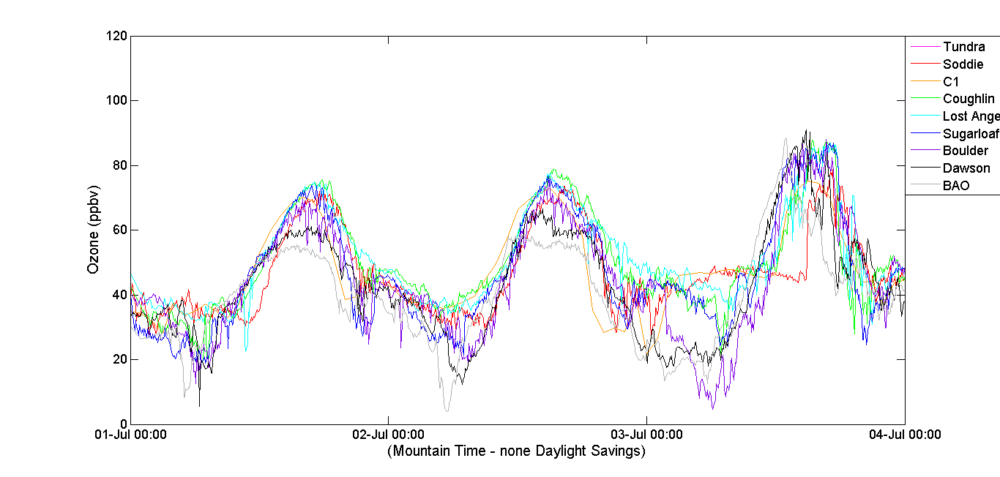 120
100
80
60
40
20
0
Ozone (ppbv)
01-Jul 00:00
02-Jul 00:00
03-Jul 00:00
04-Jul 00:00
(Mountain Time - none Daylight Savings)
Tundra
Soddie
C1
Coughlin
Lost Ange
Sugarloaf
Boulder
Dawson
BAO